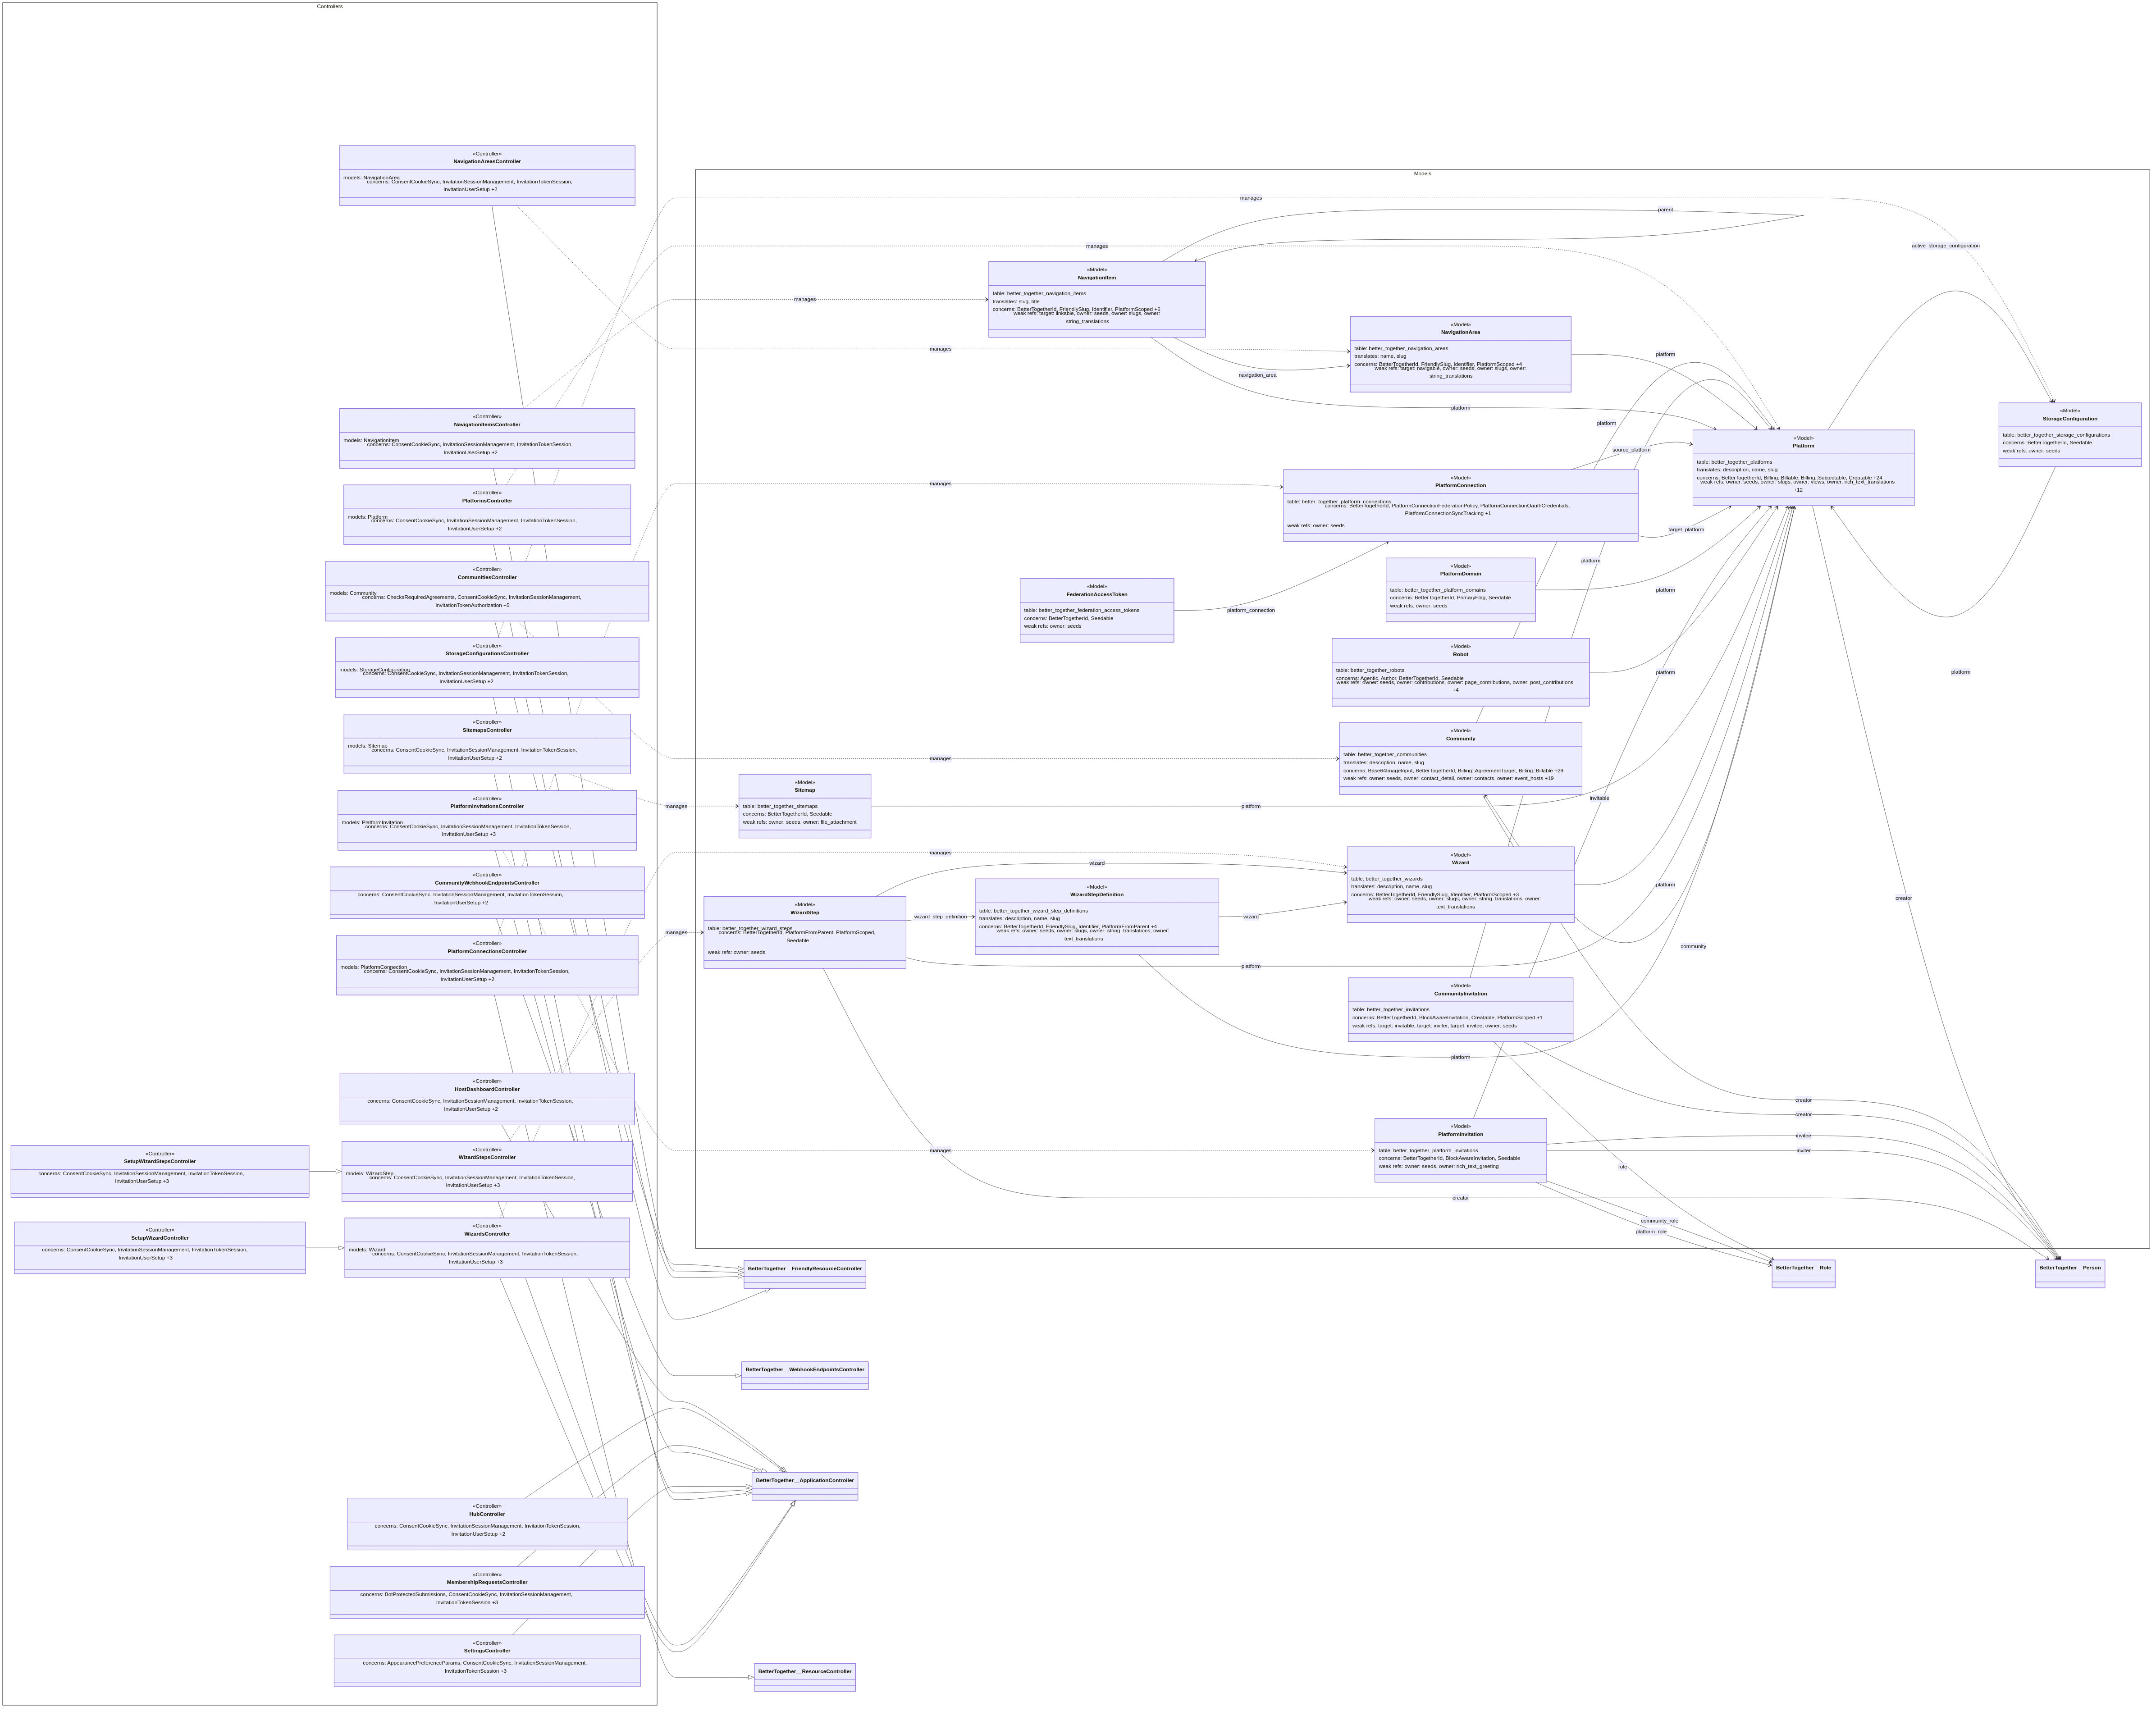 Controllers
«Controller»
NavigationAreasController
models: NavigationArea
concerns: ConsentCookieSync, InvitationSessionManagement, InvitationTokenSession,
InvitationUserSetup +2
«Controller»
NavigationItemsController
models: NavigationItem
concerns: ConsentCookieSync, InvitationSessionManagement, InvitationTokenSession,
InvitationUserSetup +2
«Controller»
PlatformsController
models: Platform
concerns: ConsentCookieSync, InvitationSessionManagement, InvitationTokenSession,
InvitationUserSetup +2
«Controller»
CommunitiesController
models: Community
concerns: ChecksRequiredAgreements, ConsentCookieSync, InvitationSessionManagement,
InvitationTokenAuthorization +5
«Controller»
StorageConfigurationsController
models: StorageConfiguration
concerns: ConsentCookieSync, InvitationSessionManagement, InvitationTokenSession,
InvitationUserSetup +2
«Controller»
SitemapsController
models: Sitemap
concerns: ConsentCookieSync, InvitationSessionManagement, InvitationTokenSession,
InvitationUserSetup +2
«Controller»
PlatformInvitationsController
models: PlatformInvitation
concerns: ConsentCookieSync, InvitationSessionManagement, InvitationTokenSession,
InvitationUserSetup +3
«Controller»
CommunityWebhookEndpointsController
concerns: ConsentCookieSync, InvitationSessionManagement, InvitationTokenSession,
InvitationUserSetup +2
«Controller»
PlatformConnectionsController
models: PlatformConnection
concerns: ConsentCookieSync, InvitationSessionManagement, InvitationTokenSession,
InvitationUserSetup +2
«Controller»
HostDashboardController
concerns: ConsentCookieSync, InvitationSessionManagement, InvitationTokenSession,
InvitationUserSetup +2
«Controller»
SetupWizardStepsController
concerns: ConsentCookieSync, InvitationSessionManagement, InvitationTokenSession,
InvitationUserSetup +3
«Controller»
WizardStepsController
models: WizardStep
concerns: ConsentCookieSync, InvitationSessionManagement, InvitationTokenSession,
InvitationUserSetup +3
«Controller»
SetupWizardController
concerns: ConsentCookieSync, InvitationSessionManagement, InvitationTokenSession,
InvitationUserSetup +3
«Controller»
WizardsController
models: Wizard
concerns: ConsentCookieSync, InvitationSessionManagement, InvitationTokenSession,
InvitationUserSetup +3
«Controller»
HubController
concerns: ConsentCookieSync, InvitationSessionManagement, InvitationTokenSession,
InvitationUserSetup +2
«Controller»
MembershipRequestsController
concerns: BotProtectedSubmissions, ConsentCookieSync, InvitationSessionManagement,
InvitationTokenSession +3
«Controller»
SettingsController
concerns: AppearancePreferenceParams, ConsentCookieSync, InvitationSessionManagement,
InvitationTokenSession +3
Models
manages
parent
manages
active_storage_configuration
«Model»
NavigationItem
table: better_together_navigation_items
translates: slug, title
concerns: BetterTogetherId, FriendlySlug, Identifier, PlatformScoped +6
weak refs: target: linkable, owner: seeds, owner: slugs, owner:
string_translations
manages
«Model»
NavigationArea
table: better_together_navigation_areas
translates: name, slug
concerns: BetterTogetherId, FriendlySlug, Identifier, PlatformScoped +4
weak refs: target: navigable, owner: seeds, owner: slugs, owner:
string_translations
manages
platform
navigation_area
platform
platform
source_platform
«Model»
StorageConfiguration
table: better_together_storage_configurations
concerns: BetterTogetherId, Seedable
weak refs: owner: seeds
«Model»
Platform
table: better_together_platforms
translates: description, name, slug
concerns: BetterTogetherId, Billing::Billable, Billing::Subjectable, Creatable +24
weak refs: owner: seeds, owner: slugs, owner: views, owner: rich_text_translations
+12
manages
«Model»
PlatformConnection
table: better_together_platform_connections
concerns: BetterTogetherId, PlatformConnectionFederationPolicy, PlatformConnectionOauthCredentials,
PlatformConnectionSyncTracking +1
weak refs: owner: seeds
target_platform
platform
«Model»
PlatformDomain
table: better_together_platform_domains
concerns: BetterTogetherId, PrimaryFlag, Seedable
weak refs: owner: seeds
platform
«Model»
FederationAccessToken
table: better_together_federation_access_tokens
concerns: BetterTogetherId, Seedable
weak refs: owner: seeds
platform_connection
«Model»
Robot
table: better_together_robots
concerns: Agentic, Author, BetterTogetherId, Seedable
weak refs: owner: seeds, owner: contributions, owner: page_contributions, owner: post_contributions
+4
platform
platform
«Model»
Community
table: better_together_communities
translates: description, name, slug
concerns: Base64ImageInput, BetterTogetherId, Billing::AgreementTarget, Billing::Billable +29
weak refs: owner: seeds, owner: contact_detail, owner: contacts, owner: event_hosts +19
manages
«Model»
Sitemap
table: better_together_sitemaps
concerns: BetterTogetherId, Seedable
weak refs: owner: seeds, owner: file_attachment
manages
platform
invitable
manages
wizard
«Model»
Wizard
table: better_together_wizards
translates: description, name, slug
concerns: BetterTogetherId, FriendlySlug, Identifier, PlatformScoped +3
weak refs: owner: seeds, owner: slugs, owner: string_translations, owner:
text_translations
platform
creator
«Model»
WizardStep
table: better_together_wizard_steps
concerns: BetterTogetherId, PlatformFromParent, PlatformScoped,
Seedable
weak refs: owner: seeds
manages
wizard_step_definition
«Model»
WizardStepDefinition
table: better_together_wizard_step_definitions
translates: description, name, slug
concerns: BetterTogetherId, FriendlySlug, Identifier, PlatformFromParent +4
weak refs: owner: seeds, owner: slugs, owner: string_translations, owner:
text_translations
wizard
community
platform
«Model»
CommunityInvitation
table: better_together_invitations
concerns: BetterTogetherId, BlockAwareInvitation, Creatable, PlatformScoped +1
weak refs: target: invitable, target: inviter, target: invitee, owner: seeds
platform
creator
creator
«Model»
PlatformInvitation
table: better_together_platform_invitations
concerns: BetterTogetherId, BlockAwareInvitation, Seedable
weak refs: owner: seeds, owner: rich_text_greeting
manages
invitee
inviter
role
creator
community_role
platform_role
BetterTogether__FriendlyResourceController
BetterTogether__Role
BetterTogether__Person
BetterTogether__WebhookEndpointsController
BetterTogether__ApplicationController
BetterTogether__ResourceController